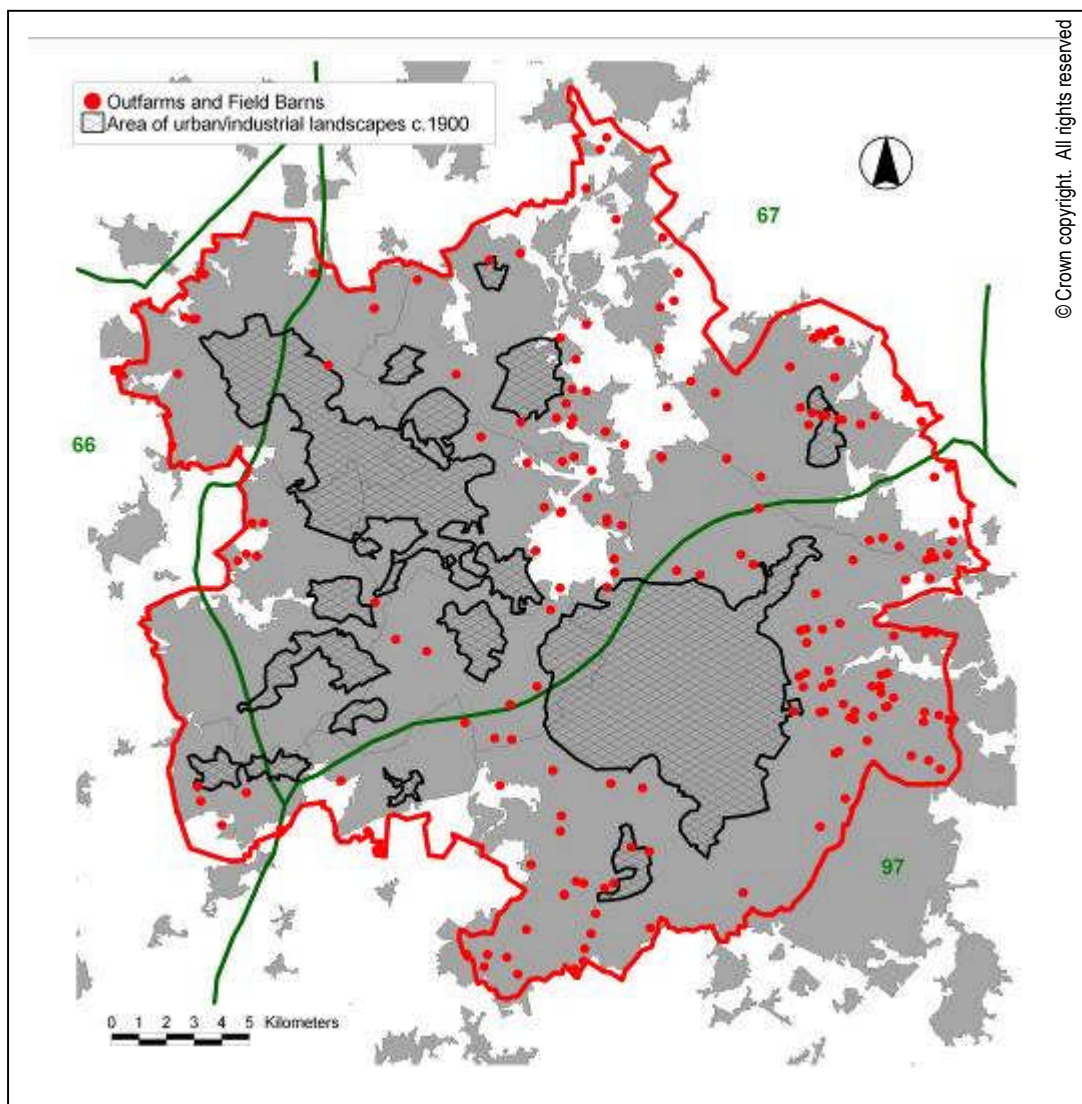 Outfarms and Field Barns
Area of urban/industrial landscapes c.1900
© Crown copyright. All rights reserved
67
66
97
0 1 2 3 4 5 Kilometers